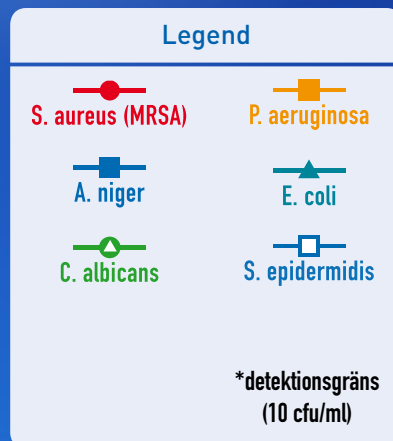 Legend
S. aureus (MRSA)
P. aeruginosa
A. niger
E. coli
C. albicans
S. epidermidis
*detektionsgräns
(10 cfu/ml)